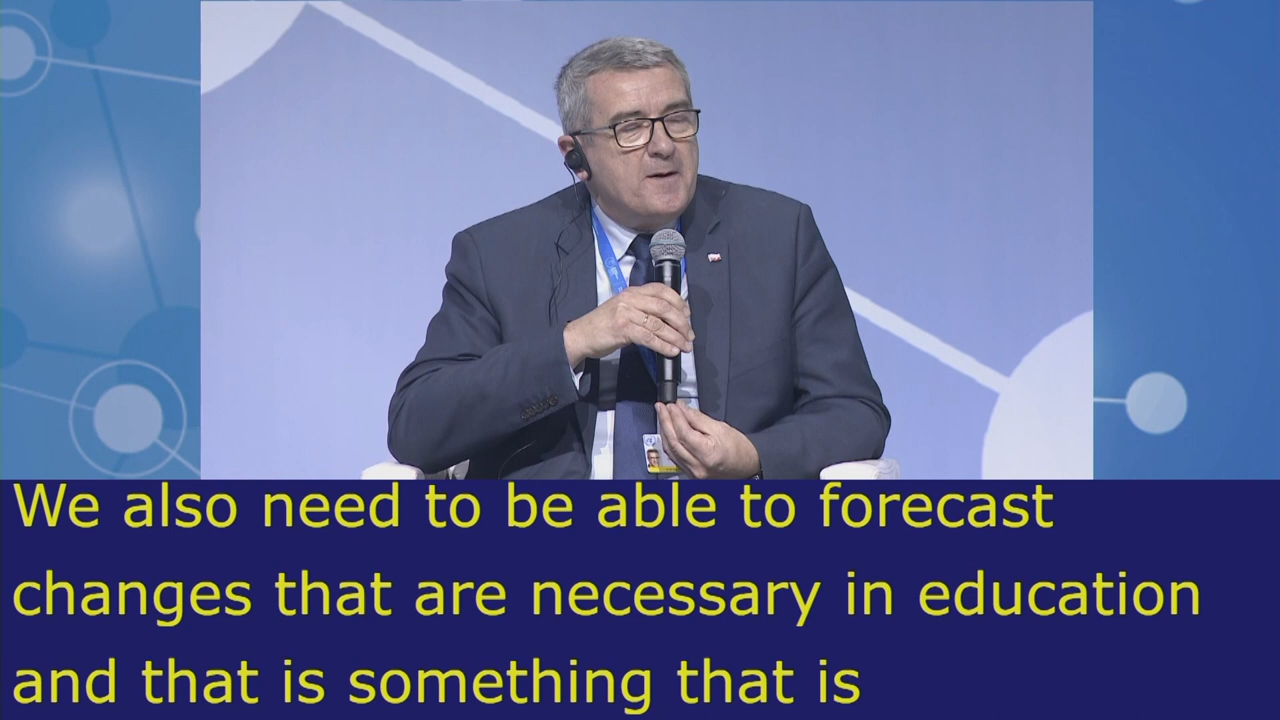 We also need to be able to forecast
changes that are necessary in education
and that is something that is